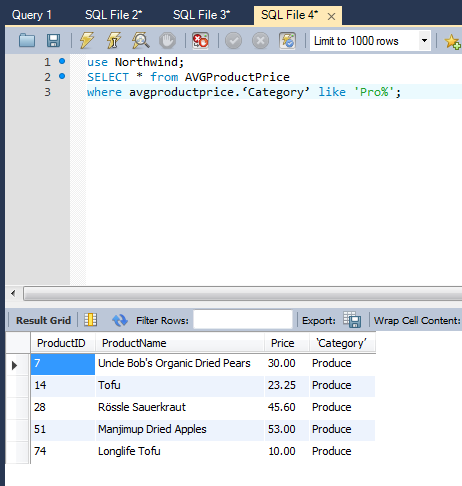 Query 1 SQL File 2* SQL File 3* SQL File 4* ×
Limit to 1000 rows
1 use Northwind;
2 SELECT * from AVGProductPrice
3 where avgproductprice.‘Category’ like 'Pro%';
Result Grid Filter Rows: Export: Wrap Cell Content:
ProductID ProductName Price ‘Category’
7 Uncle Bob's Organic Dried Pears 30.00 Produce
14 Tofu 23.25 Produce
28 Rössle Sauerkraut 45.60 Produce
51 Manjimup Dried Apples 53.00 Produce
74 Longlife Tofu 10.00 Produce